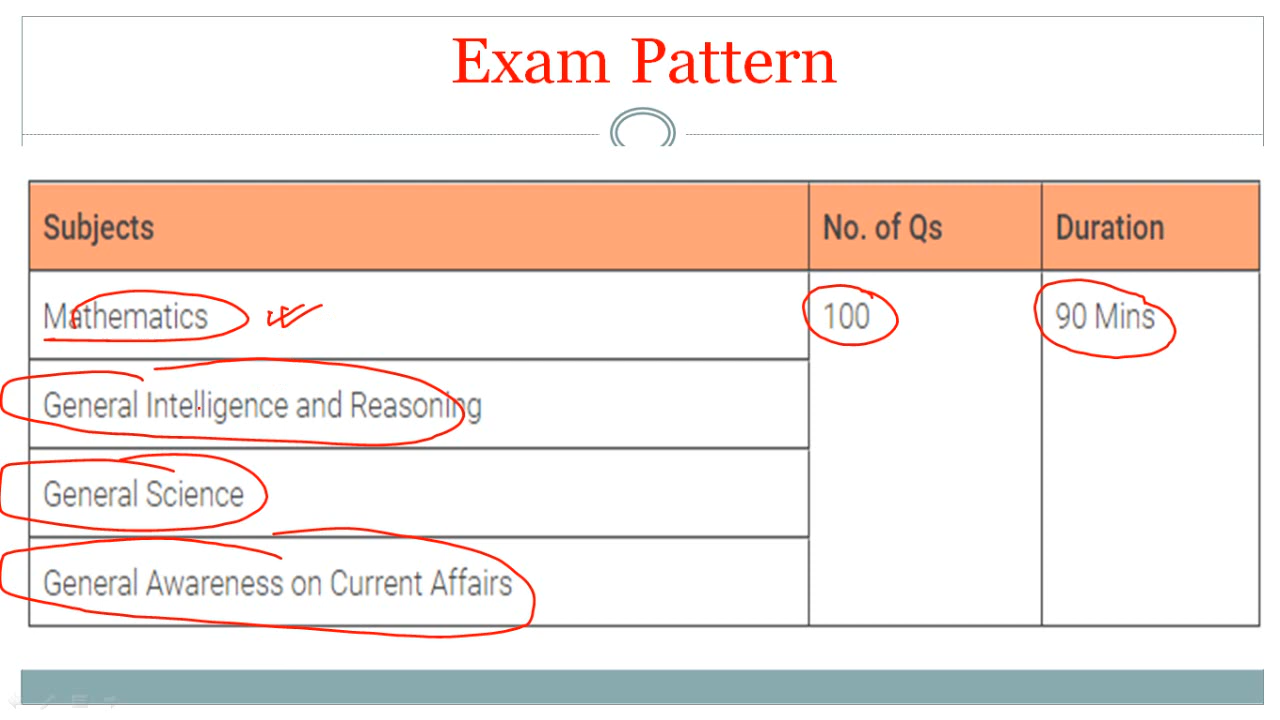 Exam Pattern
Subjects No. of Qs Duration
Mathematics 100 90 Mins
General Intelligence and Reasoning
General Science
General Awareness on Current Affairs